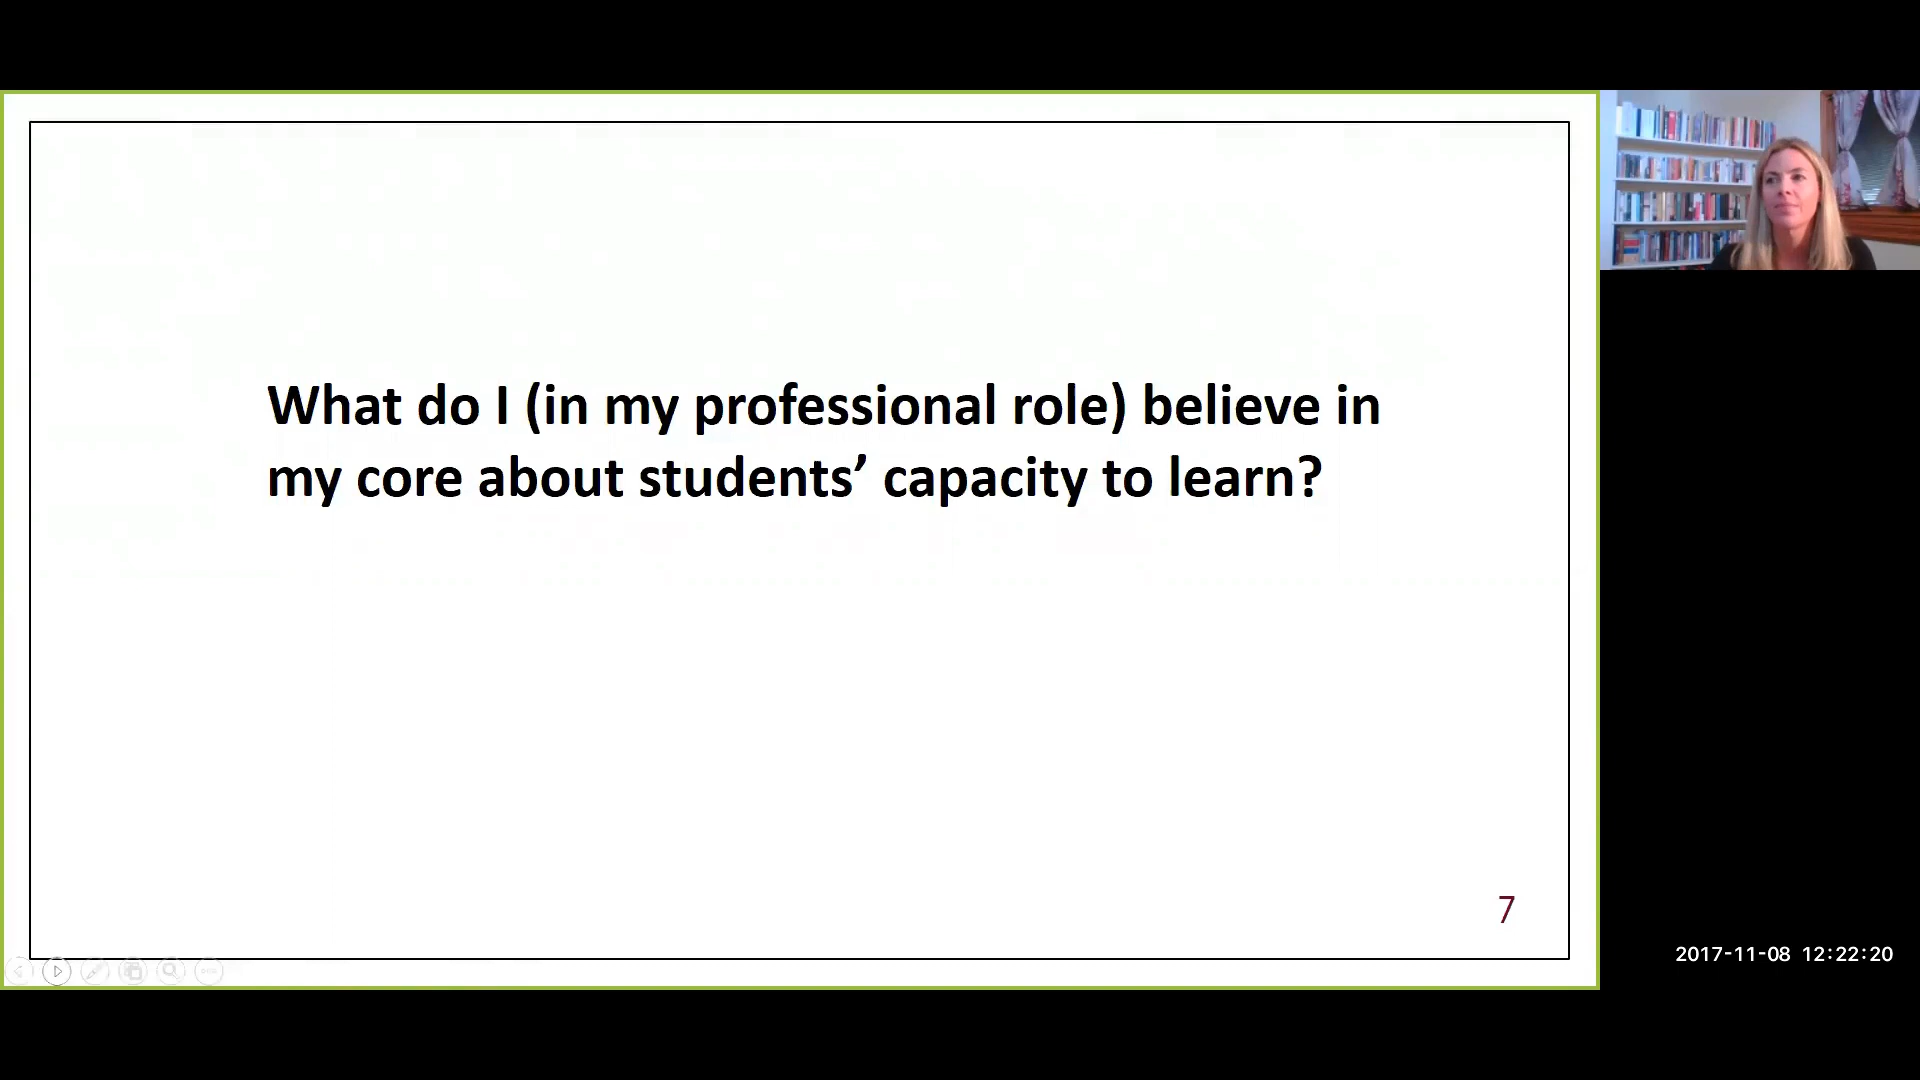 What do I (in my professional role) believe in
my core about students’ capacity to learn?
7
2017-11-08 12:22:20